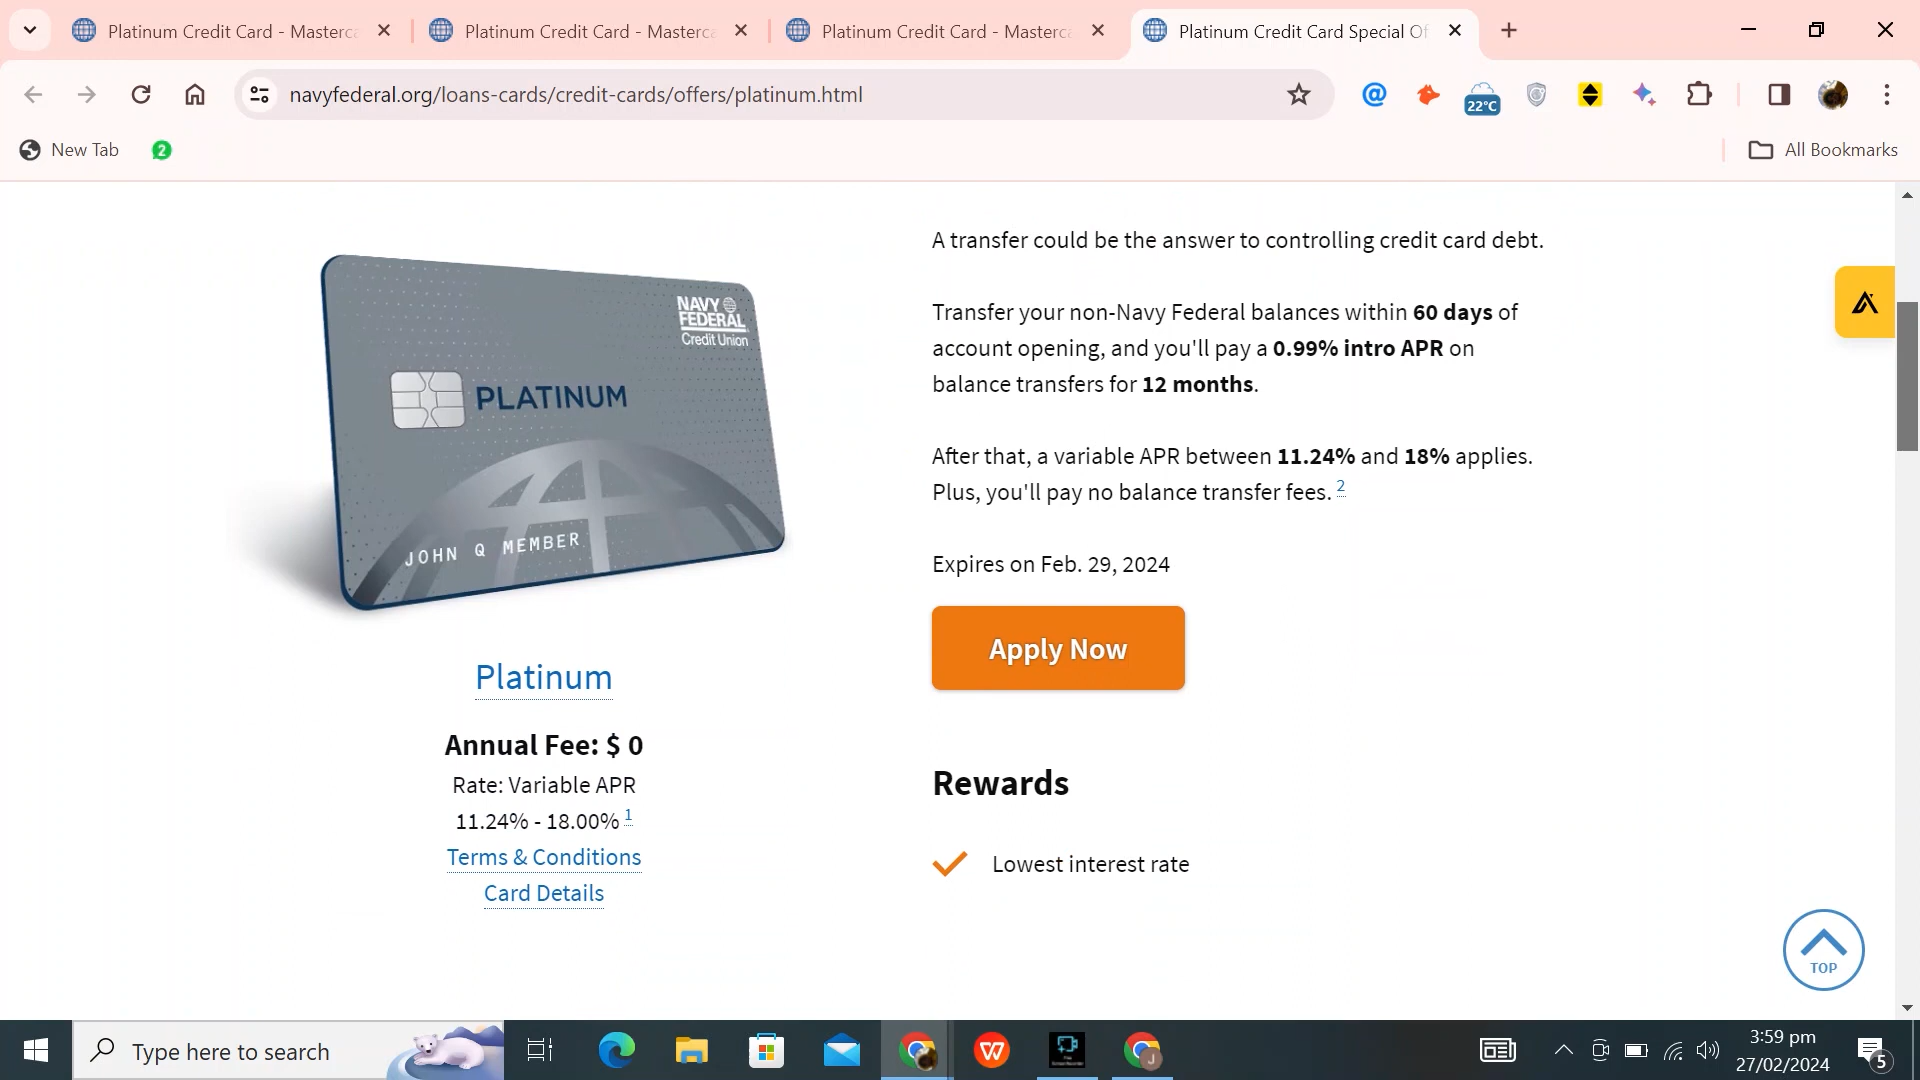 Platinum Credit Card - Masterca
Platinum Credit Card - Masterca
Platinum Credit Card - Masterca
Platinum Credit Card Special Of
navyfederal.org/loans-cards/credit-cards/offers/platinum.html
22°C
New Tab
2
All Bookmarks
NAVY
FEDERAL
Credit Union
PLATINUM
JOHN Q MEMBER
Platinum
Annual Fee: $ 0
Rate: Variable APR
11.24% - 18.00% 1
Terms & Conditions
Card Details
A transfer could be the answer to controlling credit card debt.
Transfer your non-Navy Federal balances within 60 days of
account opening, and you'll pay a 0.99% intro APR on
balance transfers for 12 months.
After that, a variable APR between 11.24% and 18% applies.
Plus, you'll pay no balance transfer fees. 2
Expires on Feb. 29, 2024
Apply Now
Rewards
Lowest interest rate
TOP
Type here to search
3:59 pm
27/02/2024
5